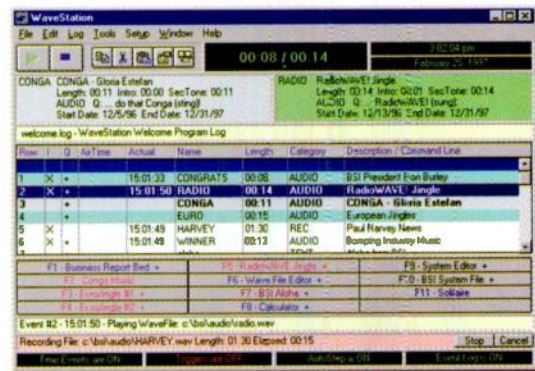 WaveStation
File Edit Log Tools Setup Window Help
00:08 / 00:14
3:02:04 pm
February 25, 1997
CONGA CONGA - Gloria Estefan
Length: 00:11 Intro: 00:00 SecTone: 00:11
AUDIO Q: ... do that Conga (sting)!
Start Date: 12/5/96 End Date: 12/31/97
RADIO RadioWAVE! Jingle
Length: 00:14 Intro: 00:01 SecTone: 00:14
AUDIO Q: ... RadioWAVE! (sung)
Start Date: 12/13/96 End Date: 12/31/97
welcome.log - WaveStation Welcome Program Log
Row I Q AirTime Actual Name Length Category Description / Command Line
1 X + 15:01:33 CONGRATS 00:06 AUDIO BSI President Ron Burley
2 X + 15:01:50 RADIO 00:14 AUDIO RadioWAVE! Jingle
3 + CONGA 00:11 AUDIO CONGA - Gloria Estefan
4 + EURO 00:15 AUDIO European Jingles
5 X 15:01:49 HARVEY 01:30 REC Paul Harvey News
6 X + 15:01:49 WINNER 00:13 AUDIO Bomping Industry Music
F1 - Business Report Bed + F5 - RadioWAVE Jingle + F9 - System Editor +
F2 - Conga Music F6 - Wave File Editor + F10 - BSI System File +
F3 - EuroJingle #1 + F7 - BSI Aloha + F11 - Solitaire
F4 - EuroJingle #2 + F8 - Calculator +
Event #2 - 15:01:50 - Playing WaveFile: c:\bsi\audio\radio.wav
Recording File: c:\bsi\audio\HARVEY.wav Length: 01:30 Elapsed: 00:15 Stop Cancel
Time Events are ON Triggers are OFF AutoStep is ON Event Log is ON